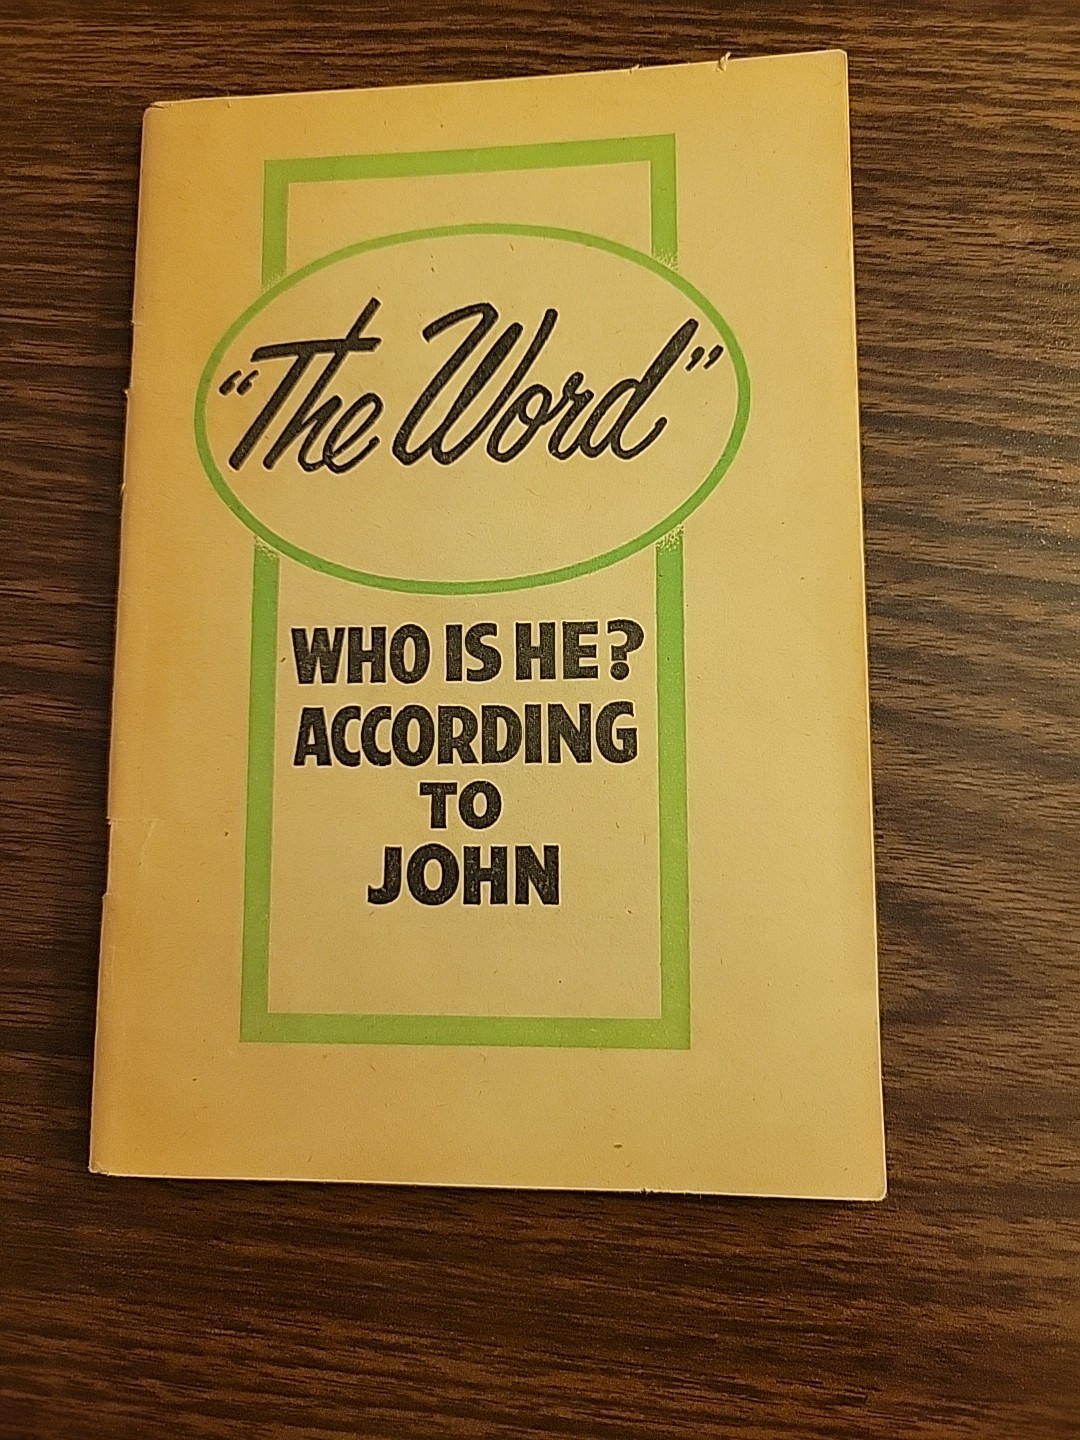 “The Word”
WHO IS HE?
ACCORDING
TO
JOHN